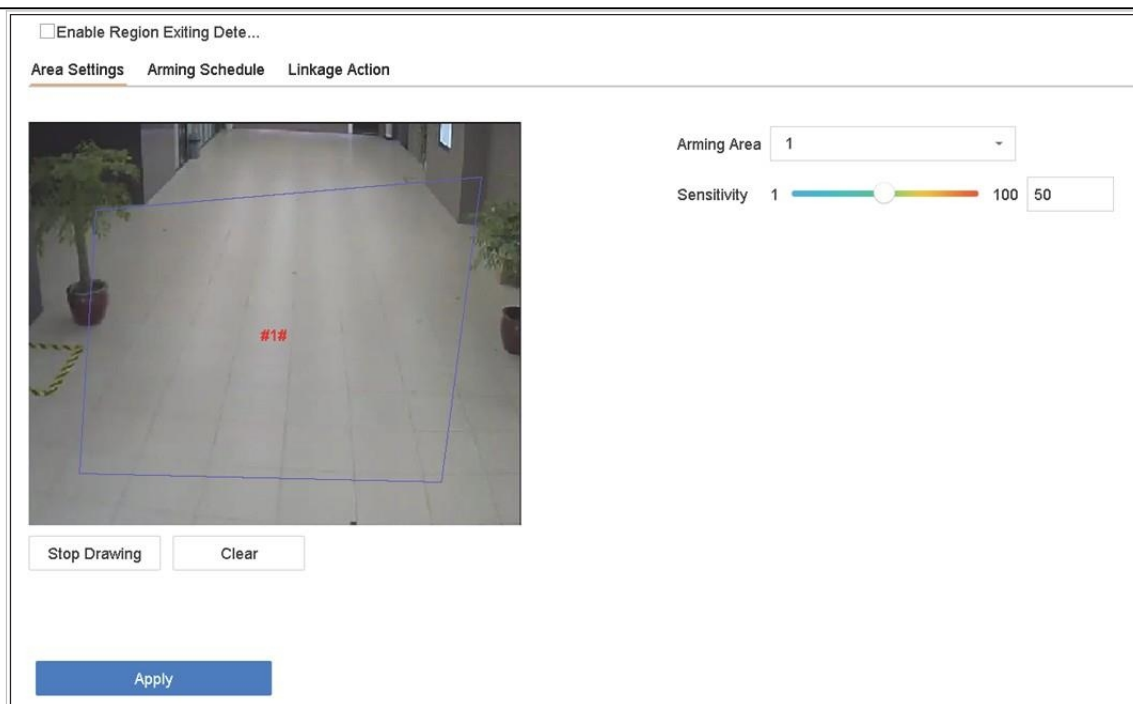 Enable Region Exiting Dete...
Area Settings Arming Schedule Linkage Action
Arming Area 1
Sensitivity 1 100 50
#1#
Stop Drawing Clear
Apply